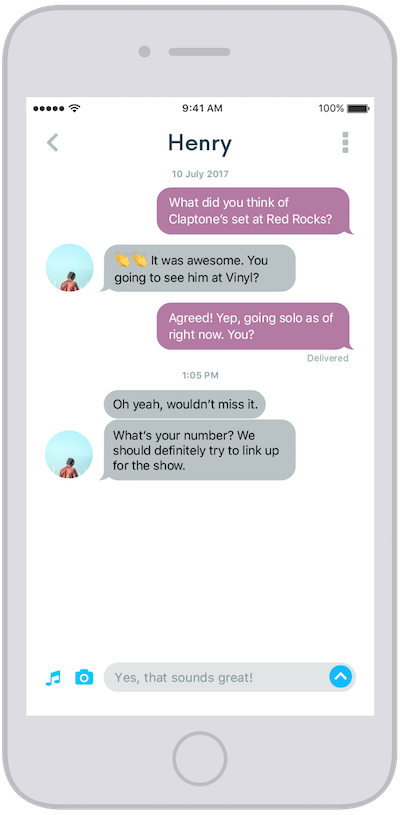 9:41 AM
100%
Henry
10 July 2017
What did you think of
Claptone’s set at Red Rocks?
👏👏 It was awesome. You
going to see him at Vinyl?
Agreed! Yep, going solo as of
right now. You?
Delivered
1:05 PM
Oh yeah, wouldn’t miss it.
What’s your number? We
should definitely try to link up
for the show.
Yes, that sounds great!